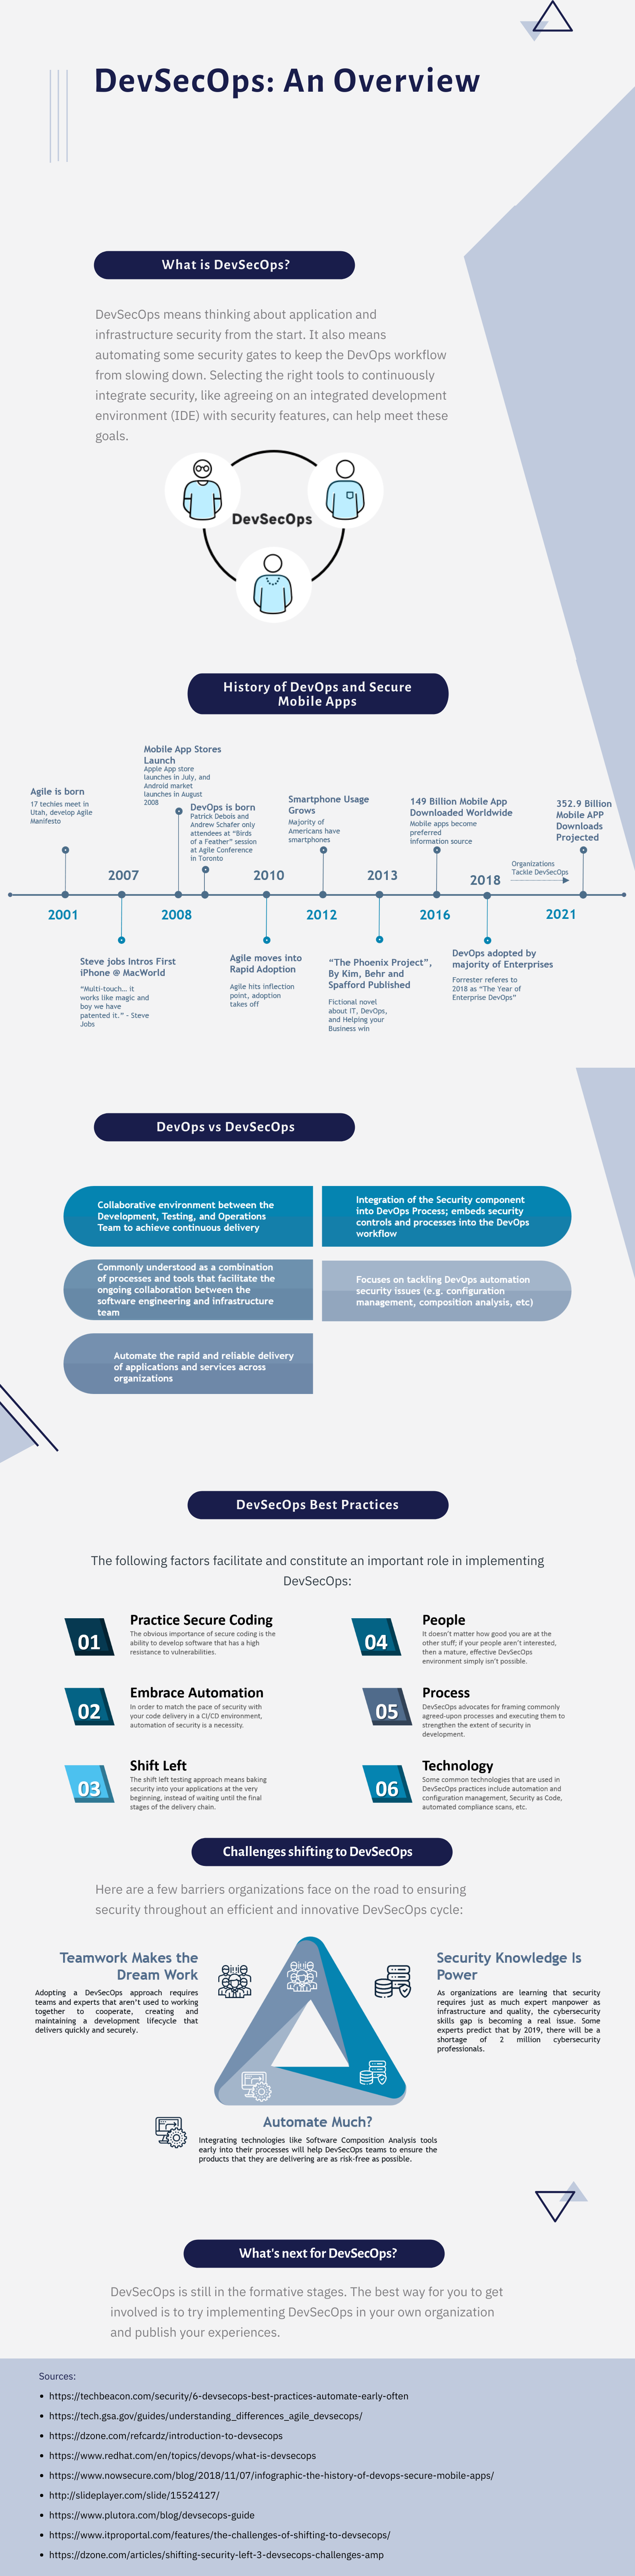 DevSecOps: An Overview
What is DevSecOps?
DevSecOps means thinking about application and
infrastructure security from the start. It also means
automating some security gates to keep the DevOps workflow
from slowing down. Selecting the right tools to continuously
integrate security, like agreeing on an integrated development
environment (IDE) with security features, can help meet these
goals.
DevSecOps
History of DevOps and Secure
Mobile Apps
Agile is born
17 techies meet in
Utah, develop Agile
Manifesto
2001
2007
Steve jobs Intros First
iPhone @ MacWorld
“Multi-touch... it
works like magic and
boy we have
patented it.” - Steve
Jobs
Mobile App Stores
Launch
Apple App store
launches in July, and
Android market
launches in August
2008
2008
DevOps is born
Patrick Debois and
Andrew Schafer only
attendees at “Birds
of a Feather” session
at Agile Conference
in Toronto
2010
Agile moves into
Rapid Adoption
Agile hits inflection
point, adoption
takes off
Smartphone Usage
Grows
Majority of
Americans have
smartphones
2012
2013
“The Phoenix Project”,
By Kim, Behr and
Spafford Published
Fictional novel
about IT, DevOps,
and Helping your
Business win
149 Billion Mobile App
Downloaded Worldwide
Mobile apps become
preferred
information source
2016
2018
DevOps adopted by
majority of Enterprises
Forrester referes to
2018 as “The Year of
Enterprise DevOps”
Organizations
Tackle DevSecOps
352.9 Billion
Mobile APP
Downloads
Projected
2021
DevOps vs DevSecOps
Collaborative environment between the
Development, Testing, and Operations
Team to achieve continuous delivery
Integration of the Security component
into DevOps Process; embeds security
controls and processes into the DevOps
workflow
Commonly understood as a combination
of processes and tools that facilitate the
ongoing collaboration between the
software engineering and infrastructure
team
Focuses on tackling DevOps automation
security issues (e.g. configuration
management, composition analysis, etc)
Automate the rapid and reliable delivery
of applications and services across
organizations
DevSecOps Best Practices
The following factors facilitate and constitute an important role in implementing
DevSecOps:
01
Practice Secure Coding
The obvious importance of secure coding is the
ability to develop software that has a high
resistance to vulnerabilities.
02
Embrace Automation
In order to match the pace of security with
your code delivery in a CI/CD environment,
automation of security is a necessity.
03
Shift Left
The shift left testing approach means baking
security into your applications at the very
beginning, instead of waiting until the final
stages of the delivery chain.
04
People
It doesn’t matter how good you are at the
other stuff; if your people aren’t interested,
then a mature, effective DevSecOps
environment simply isn’t possible.
05
Process
DevSecOps advocates for framing commonly
agreed-upon processes and executing them to
strengthen the extent of security in
development.
06
Technology
Some common technologies that are used in
DevSecOps practices include automation and
configuration management, Security as Code,
automated compliance scans, etc.
Challenges shifting to DevSecOps
Here are a few barriers organizations face on the road to ensuring
security throughout an efficient and innovative DevSecOps cycle:
Teamwork Makes the
Dream Work
Adopting a DevSecOps approach requires
teams and experts that aren’t used to working
together to cooperate, creating and
maintaining a development lifecycle that
delivers quickly and securely.
Security Knowledge Is
Power
As organizations are learning that security
requires just as much expert manpower as
infrastructure and quality, the cybersecurity
skills gap is becoming a real issue. Some
experts predict that by 2019, there will be a
shortage of 2 million cybersecurity
professionals.
Automate Much?
Integrating technologies like Software Composition Analysis tools
early into their processes will help DevSecOps teams to ensure the
products that they are delivering are as risk-free as possible.
What's next for DevSecOps?
DevSecOps is still in the formative stages. The best way for you to get
involved is to try implementing DevSecOps in your own organization
and publish your experiences.
Sources:
• https://techbeacon.com/security/6-devsecops-best-practices-automate-early-often
• https://tech.gsa.gov/guides/understanding_differences_agile_devsecops/
• https://dzone.com/refcardz/introduction-to-devsecops
• https://www.redhat.com/en/topics/devops/what-is-devsecops
• https://www.nowsecure.com/blog/2018/11/07/infographic-the-history-of-devops-secure-mobile-apps/
• http://slideplayer.com/slide/15524127/
• https://www.plutora.com/blog/devsecops-guide
• https://www.itproportal.com/features/the-challenges-of-shifting-to-devsecops/
• https://dzone.com/articles/shifting-security-left-3-devsecops-challenges-amp